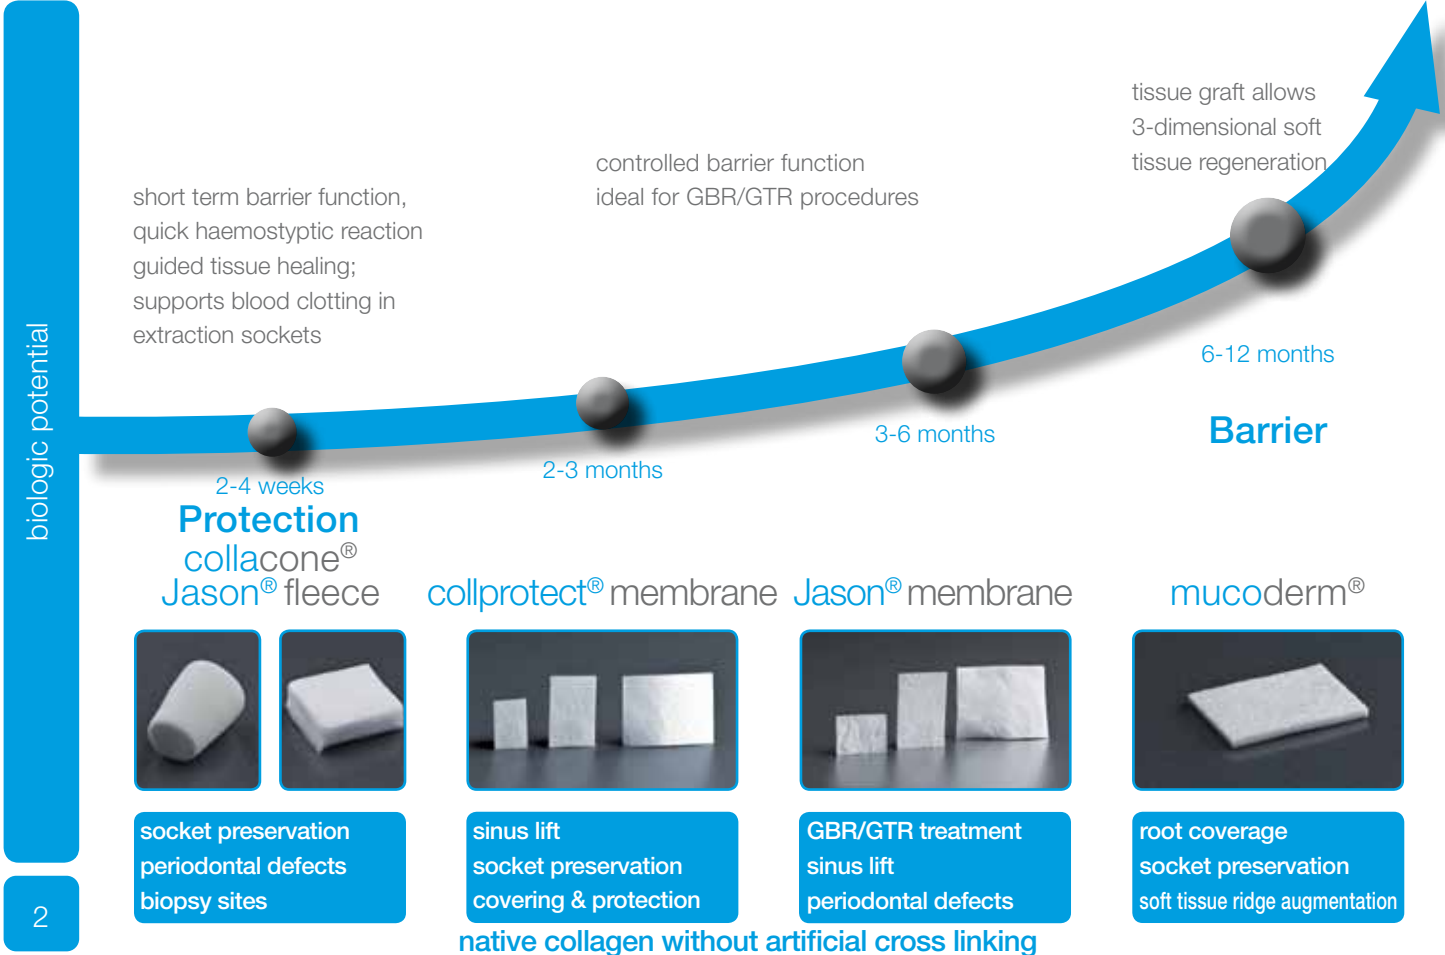 biologic potential
2
short term barrier function,
quick haemostyptic reaction
guided tissue healing;
supports blood clotting in
extraction sockets
controlled barrier function
ideal for GBR/GTR procedures
tissue graft allows
3-dimensional soft
tissue regeneration
2-4 weeks
2-3 months
3-6 months
6-12 months
Protection
Barrier
collacone®
Jason® fleece
collprotect® membrane
Jason® membrane
mucoderm®
socket preservation
periodontal defects
biopsy sites
sinus lift
socket preservation
covering & protection
GBR/GTR treatment
sinus lift
periodontal defects
root coverage
socket preservation
soft tissue ridge augmentation
native collagen without artificial cross linking